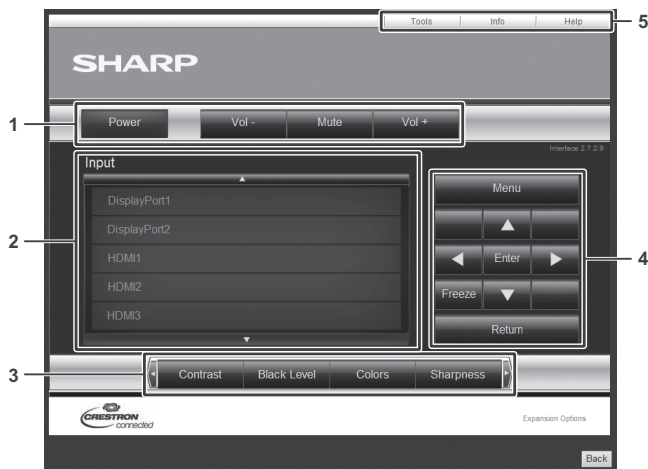 Tools Info Help 5
SHARP
1 Power Vol - Mute Vol +
Interface 2.7.2.9
Input
Menu
DisplayPort1
DisplayPort2
2 HDMI1 Enter 4
HDMI2 Freeze
HDMI3
Return
3 Contrast Black Level Colors Sharpness
CRESTRON
connected
Expansion Options
Back